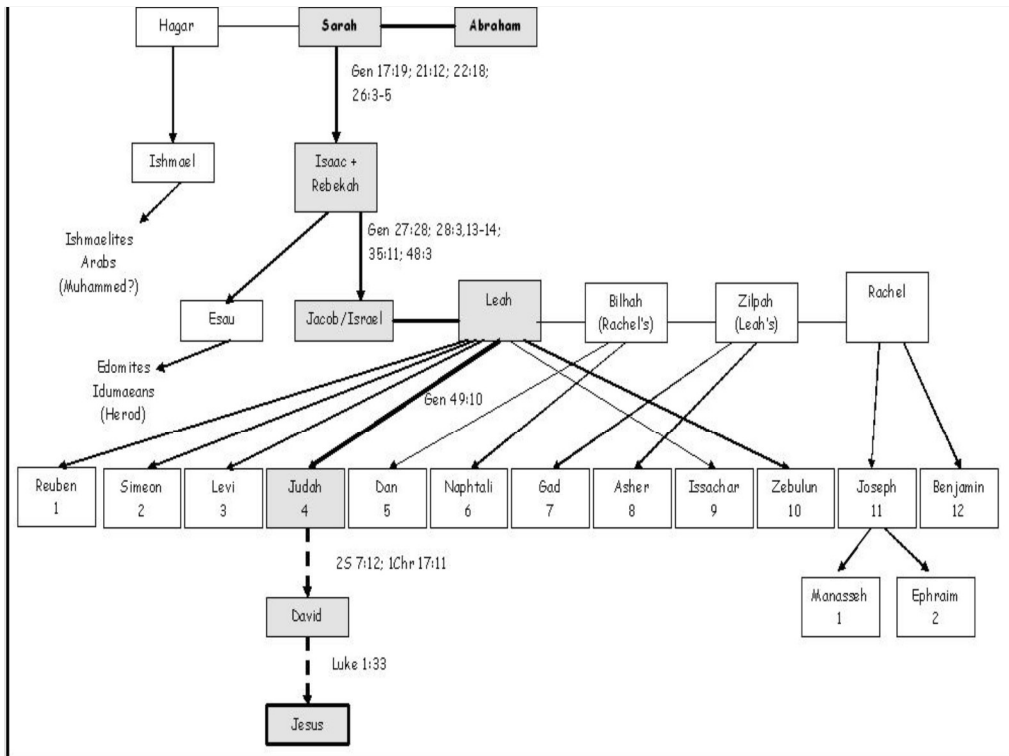 Hagar
Sarah
Abraham
Gen 17:19; 21:12; 22:18;
26:3-5
Ishmael
Isaac +
Rebekah
Ishmaelites
Arabs
(Muhammed?)
Gen 27:28; 28:3,13-14;
35:11; 48:3
Esau
Jacob/Israel
Leah
Bilhah
(Rachel's)
Zilpah
(Leah's)
Rachel
Edomites
Idumaeans
(Herod)
Gen 49:10
Reuben
1
Simeon
2
Levi
3
Judah
4
Dan
5
Naphtali
6
Gad
7
Asher
8
Issachar
9
Zebulun
10
Joseph
11
Benjamin
12
2S 7:12; 1Chr 17:11
Manasseh
1
Ephraim
2
David
Luke 1:33
Jesus